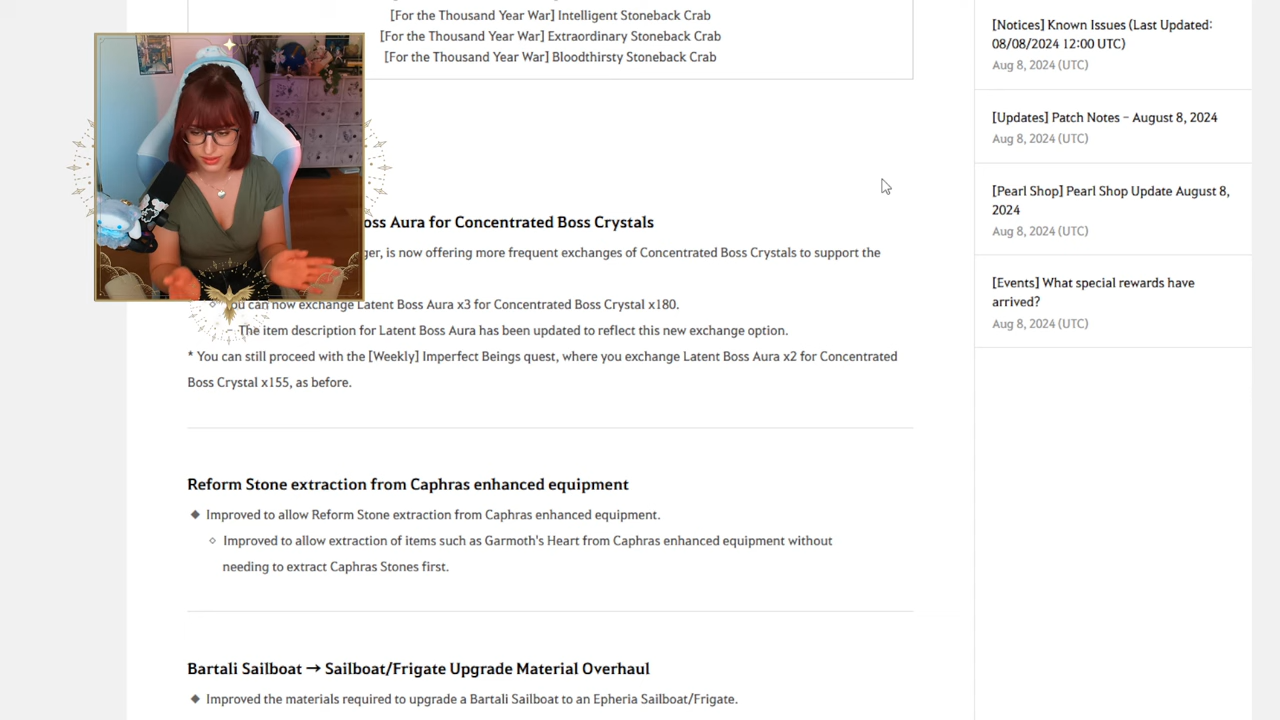 [For the Thousand Year War] Intelligent Stoneback Crab
[For the Thousand Year War] Extraordinary Stoneback Crab
[For the Thousand Year War] Bloodthirsty Stoneback Crab
oss Aura for Concentrated Boss Crystals
ger, is now offering more frequent exchanges of Concentrated Boss Crystals to support the
You can now exchange Latent Boss Aura x3 for Concentrated Boss Crystal x180.
- The item description for Latent Boss Aura has been updated to reflect this new exchange option.
* You can still proceed with the [Weekly] Imperfect Beings quest, where you exchange Latent Boss Aura x2 for Concentrated
Boss Crystal x155, as before.
Reform Stone extraction from Caphras enhanced equipment
◆ Improved to allow Reform Stone extraction from Caphras enhanced equipment.
◇ Improved to allow extraction of items such as Garmoth's Heart from Caphras enhanced equipment without
needing to extract Caphras Stones first.
Bartali Sailboat → Sailboat/Frigate Upgrade Material Overhaul
◆ Improved the materials required to upgrade a Bartali Sailboat to an Epheria Sailboat/Frigate.
[Notices] Known Issues (Last Updated:
08/08/2024 12:00 UTC)
Aug 8, 2024 (UTC)
[Updates] Patch Notes – August 8, 2024
Aug 8, 2024 (UTC)
[Pearl Shop] Pearl Shop Update August 8,
2024
Aug 8, 2024 (UTC)
[Events] What special rewards have
arrived?
Aug 8, 2024 (UTC)